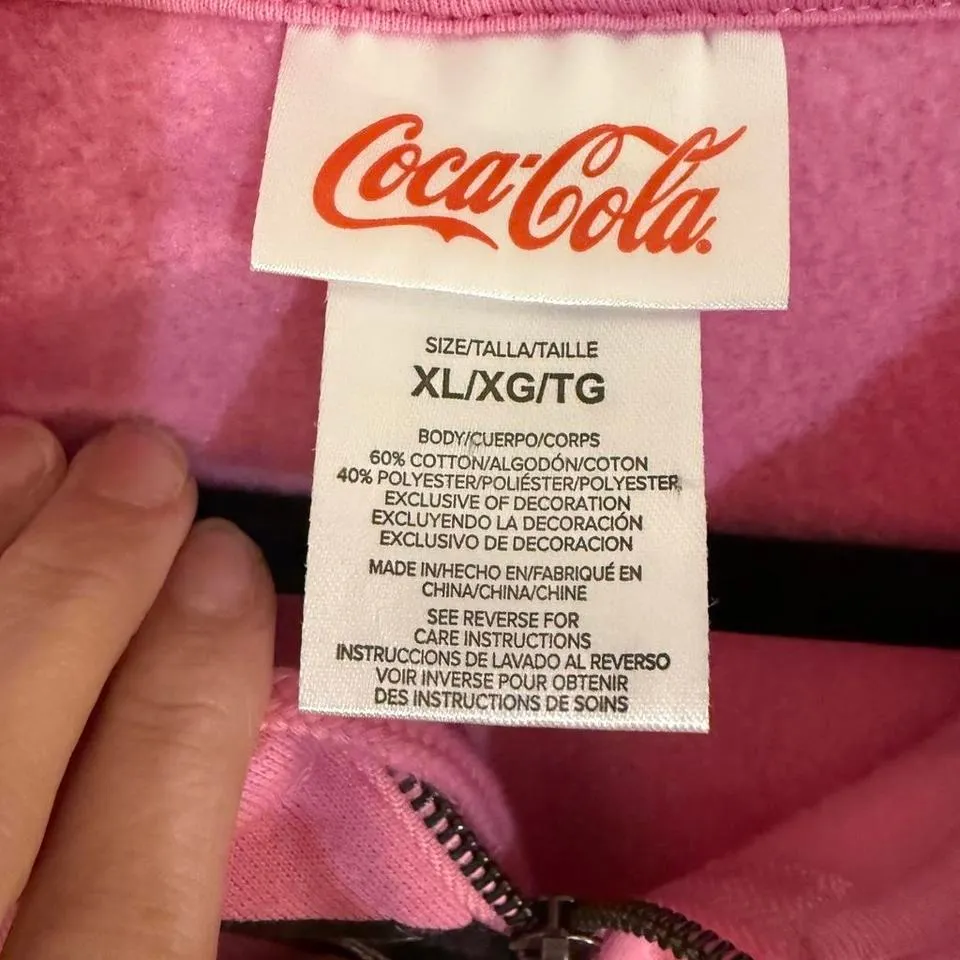 Coca-Cola
SIZE/TALLA/TAILLE
XL/XG/TG
BODY/CUERPO/CORPS
60% COTTON/ALGODÓN/COTON
40% POLYESTER/POLIÉSTER/POLYESTER
EXCLUSIVE OF DECORATION
EXCLUYENDO LA DECORACIÓN
EXCLUSIVO DE DECORACION
MADE IN/HECHO EN/FABRIQUÉ EN
CHINA/CHINA/CHINE
SEE REVERSE FOR
CARE INSTRUCTIONS
INSTRUCCIONS DE LAVADO AL REVERSO
VOIR INVERSE POUR OBTENIR
DES INSTRUCTIONS DE SOINS